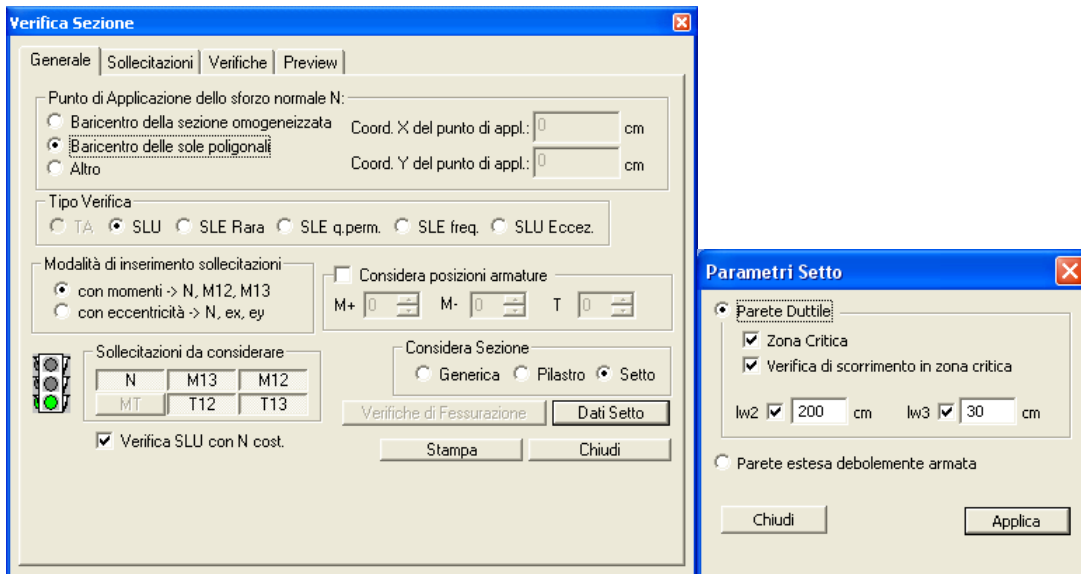 Verifica Sezione
Generale Sollecitazioni Verifiche Preview
Punto di Applicazione dello sforzo normale N:
Baricentro della sezione omogeneizzata
Baricentro delle sole poligonali
Altro
Coord. X del punto di appl.: 0 cm
Coord. Y del punto di appl.: 0 cm
Tipo Verifica
TA SLU SLE Rara SLE q.perm. SLE freq. SLU Eccez.
Modalità di inserimento sollecitazioni
con momenti -> N, M12, M13
con eccentricità -> N, ex, ey
Considera posizioni armature
M+ 0 M- 0 T 0
Sollecitazioni da considerare
N M13 M12
MT T12 T13
Considera Sezione
Generica Pilastro Setto
Verifiche di Fessurazione Dati Setto
Verifica SLU con N cost.
Stampa Chiudi
Parametri Setto
Parete Duttile
Zona Critica
Verifica di scorrimento in zona critica
lw2 200 cm lw3 30 cm
Parete estesa debolemente armata
Chiudi Applica